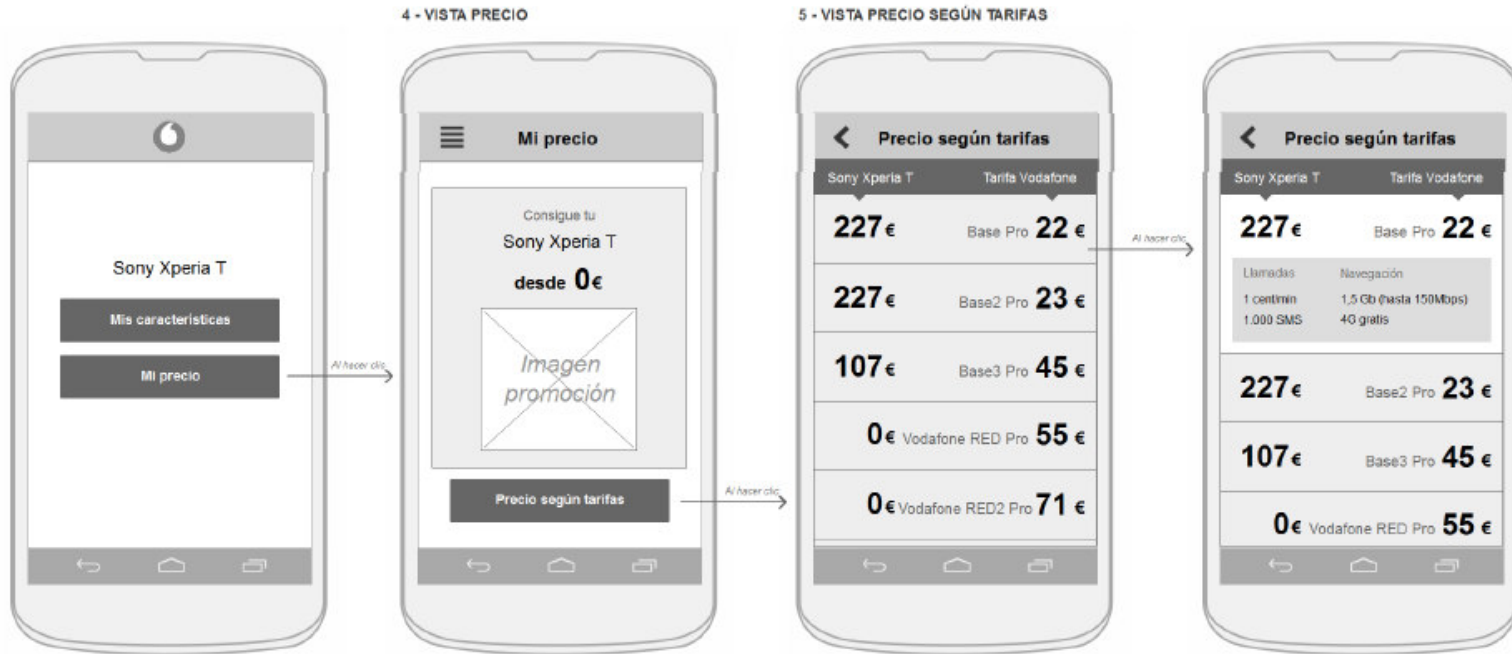 4 - VISTA PRECIO
5 - VISTA PRECIO SEGÚN TARIFAS
Sony Xperia T
Mis características
Mi precio
Al hacer clic
Mi precio
Consigue tu
Sony Xperia T
desde 0€
Imagen
promoción
Precio según tarifas
Al hacer clic
Precio según tarifas
Sony Xperia T Tarifa Vodafone
227€ Base Pro 22 €
227€ Base2 Pro 23 €
107€ Base3 Pro 45 €
0€ Vodafone RED Pro 55 €
0€ Vodafone RED2 Pro 71 €
Al hacer clic
Precio según tarifas
Sony Xperia T Tarifa Vodafone
227€ Base Pro 22 €
Llamadas Navegación
1 cent/min 1,5 Gb (hasta 150Mbps)
1.000 SMS 4G gratis
227€ Base2 Pro 23 €
107€ Base3 Pro 45 €
0€ Vodafone RED Pro 55 €